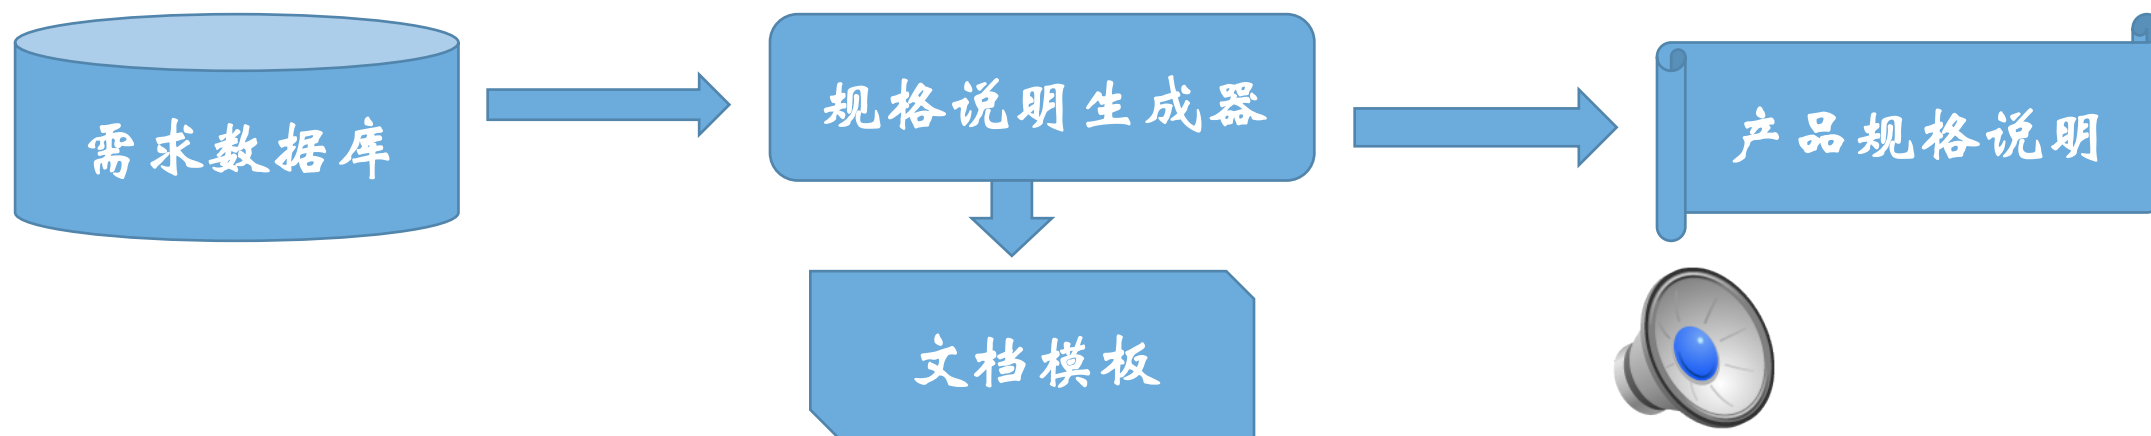 需求数据库
规格说明生成器
产品规格说明
文档模板